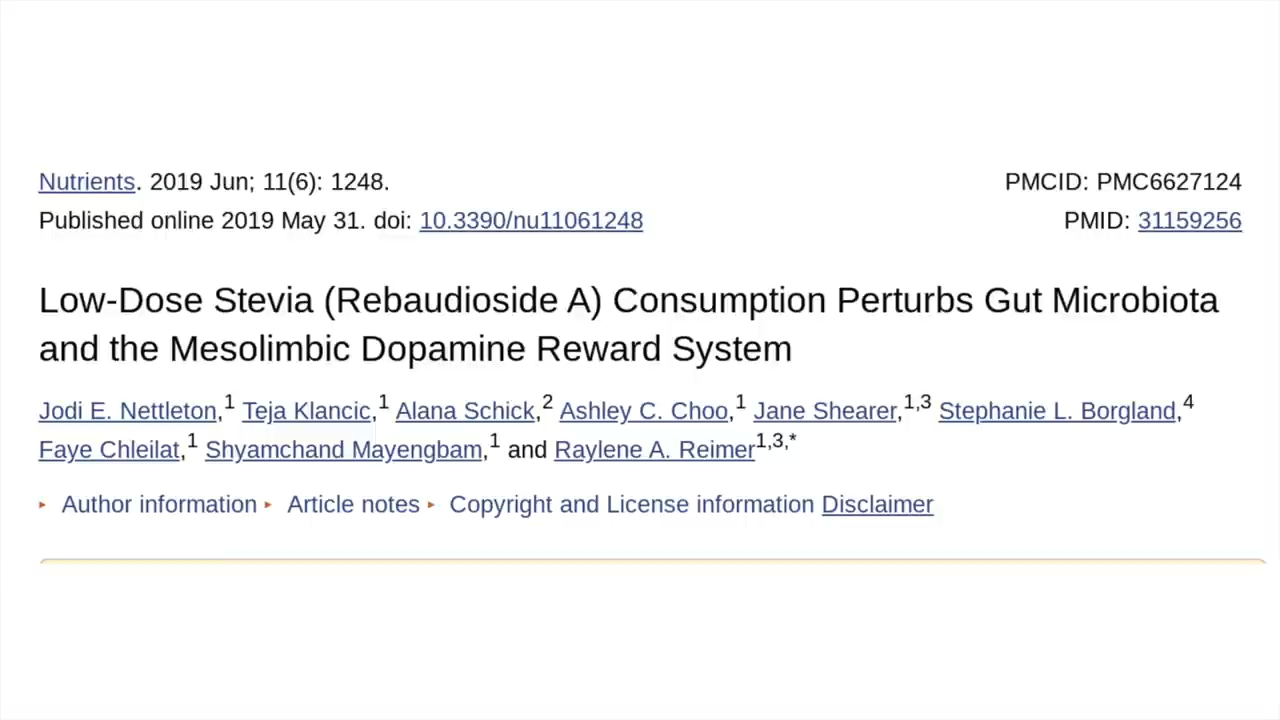 Nutrients. 2019 Jun; 11(6): 1248.
PMCID: PMC6627124
Published online 2019 May 31. doi: 10.3390/nu11061248
PMID: 31159256
Low-Dose Stevia (Rebaudioside A) Consumption Perturbs Gut Microbiota
and the Mesolimbic Dopamine Reward System
Jodi E. Nettleton,1 Teja Klancic,1 Alana Schick,2 Ashley C. Choo,1 Jane Shearer,1,3 Stephanie L. Borgland,4
Faye Chleilat,1 Shyamchand Mayengbam,1 and Raylene A. Reimer1,3,*
▸ Author information ▸ Article notes ▸ Copyright and License information Disclaimer